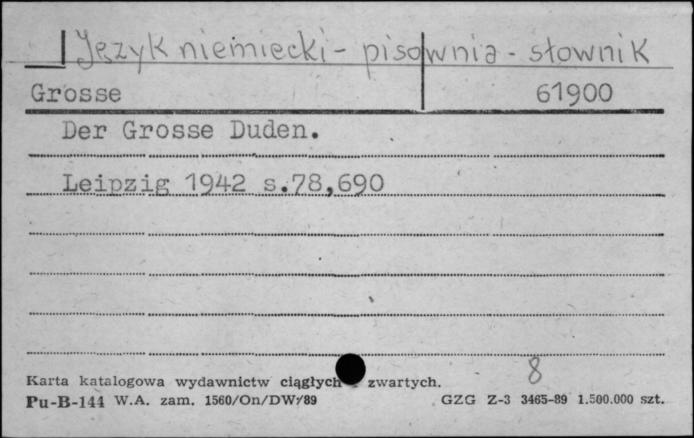 Język niemiecki - pisownia - słownik
Grosse 61900
Der Grosse Duden.
Leipzig 1942 s.78,690
8
Karta katalogowa wydawnictw ciągłych zwartych.
Pu-B-144 W.A. zam. 1560/On/DW/89 GZG Z-3 3465-89 1.500.000 szt.